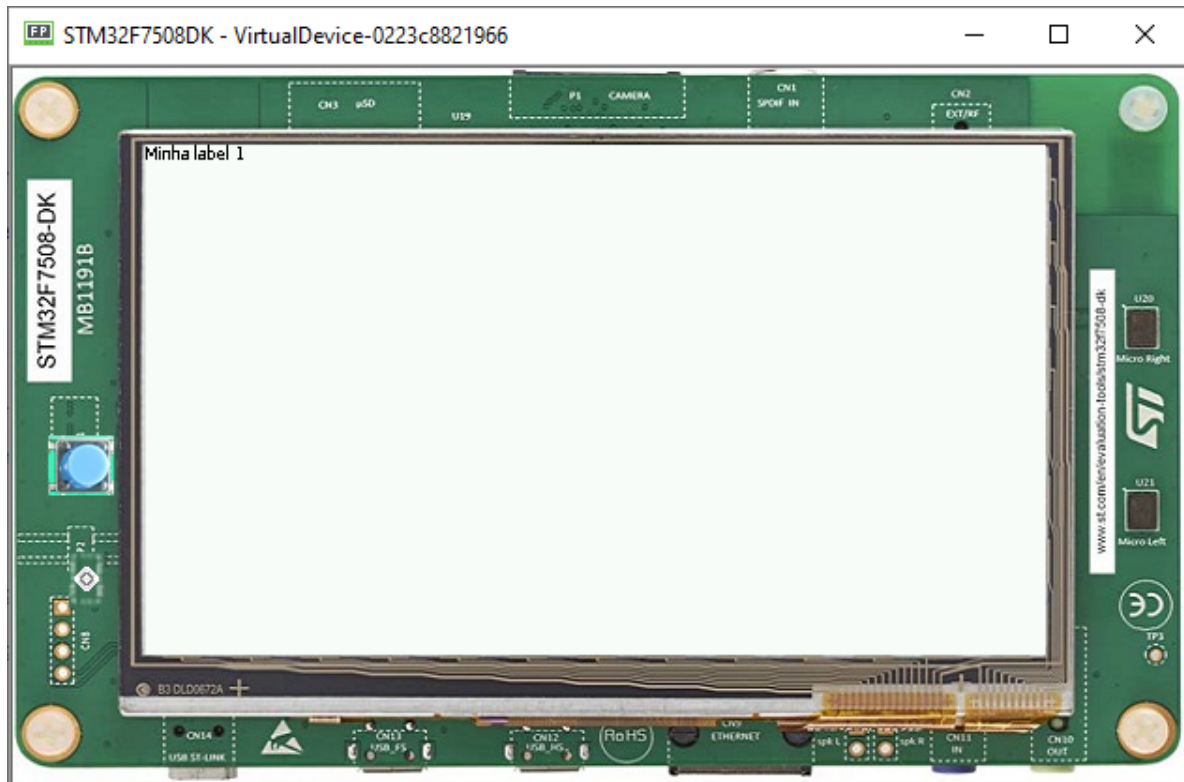 STM32F7508DK - VirtualDevice-0223c8821966
CN3 µSD
U19
P1 CAMERA
CN1
SPDIF IN
CN2
EXT/RF
Minha label 1
STM32F7508-DK
MB1191B
U20
Micro Right
www.st.com/en/evaluation-tools/stm32f7508-dk
U21
Micro Left
P2
CN8
TP3
B3 DLD0672A
CN14
USB ST-LINK
CN13
USB_FS
CN12
USB_HS
RoHS
CN9
ETHERNET
spk L
spk R
CN11
IN
CN10
OUT